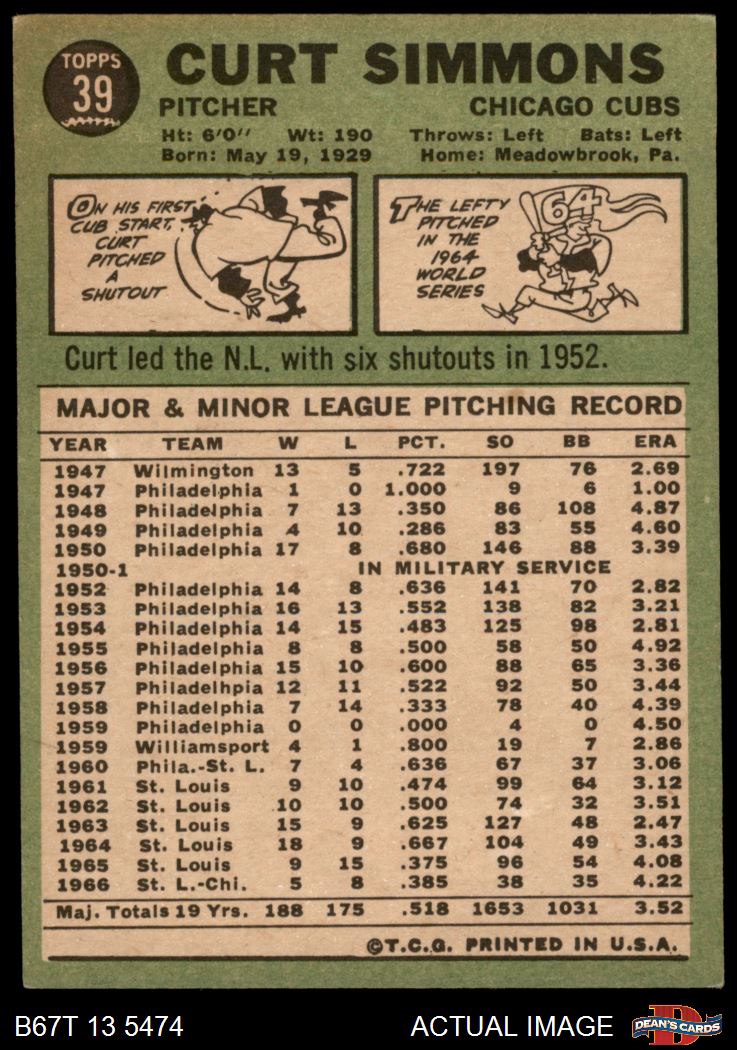 TOPPS
39
CURT SIMMONS
PITCHER CHICAGO CUBS
Ht: 6'0'' Wt: 190 Throws: Left Bats: Left
Born: May 19, 1929 Home: Meadowbrook, Pa.
ON HIS FIRST
CUB START,
CURT
PITCHED
A
SHUTOUT
THE LEFTY
PITCHED
IN THE
1964
WORLD
SERIES
64
Curt led the N.L. with six shutouts in 1952.
MAJOR & MINOR LEAGUE PITCHING RECORD
YEAR TEAM W L PCT. SO BB ERA
1947 Wilmington 13 5 .722 197 76 2.69
1947 Philadelphia 1 0 1.000 9 6 1.00
1948 Philadelphia 7 13 .350 86 108 4.87
1949 Philadelphia 4 10 .286 83 55 4.60
1950 Philadelphia 17 8 .680 146 88 3.39
1950-1 IN MILITARY SERVICE
1952 Philadelphia 14 8 .636 141 70 2.82
1953 Philadelphia 16 13 .552 138 82 3.21
1954 Philadelphia 14 15 .483 125 98 2.81
1955 Philadelphia 8 8 .500 58 50 4.92
1956 Philadelphia 15 10 .600 88 65 3.36
1957 Philadelhpia 12 11 .522 92 50 3.44
1958 Philadelphia 7 14 .333 78 40 4.39
1959 Philadelphia 0 0 .000 4 0 4.50
1959 Williamsport 4 1 .800 19 7 2.86
1960 Phila.-St. L. 7 4 .636 67 37 3.06
1961 St. Louis 9 10 .474 99 64 3.12
1962 St. Louis 10 10 .500 74 32 3.51
1963 St. Louis 15 9 .625 127 48 2.47
1964 St. Louis 18 9 .667 104 49 3.43
1965 St. Louis 9 15 .375 96 54 4.08
1966 St. L.-Chi. 5 8 .385 38 35 4.22
Maj. Totals 19 Yrs. 188 175 .518 1653 1031 3.52
©T.C.G. PRINTED IN U.S.A.
B67T 13 5474 ACTUAL IMAGE DEAN'S CARDS